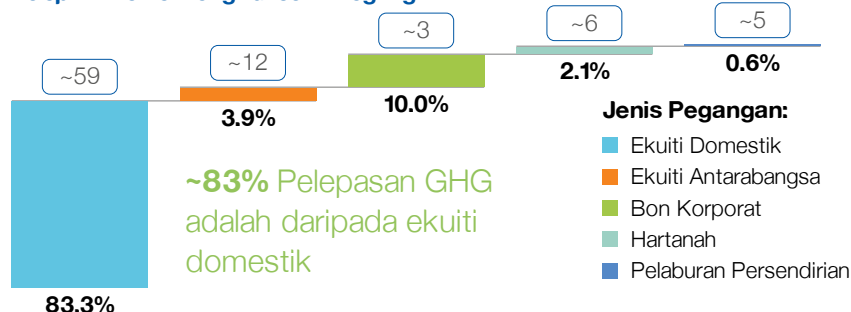 ~59
~12
~3
~6
~5
83.3%
3.9%
10.0%
2.1%
0.6%
~83% Pelepasan GHG
adalah daripada ekuiti
domestik
Jenis Pegangan:
Ekuiti Domestik
Ekuiti Antarabangsa
Bon Korporat
Hartanah
Pelaburan Persendirian